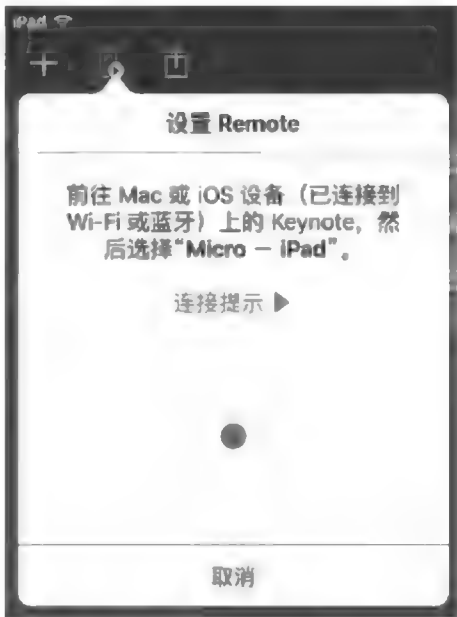 iPad
设置 Remote
前往 Mac 或 iOS 设备（已连接到
Wi-Fi 或蓝牙）上的 Keynote，然
后选择“Micro — iPad”。
连接提示 ▶
取消